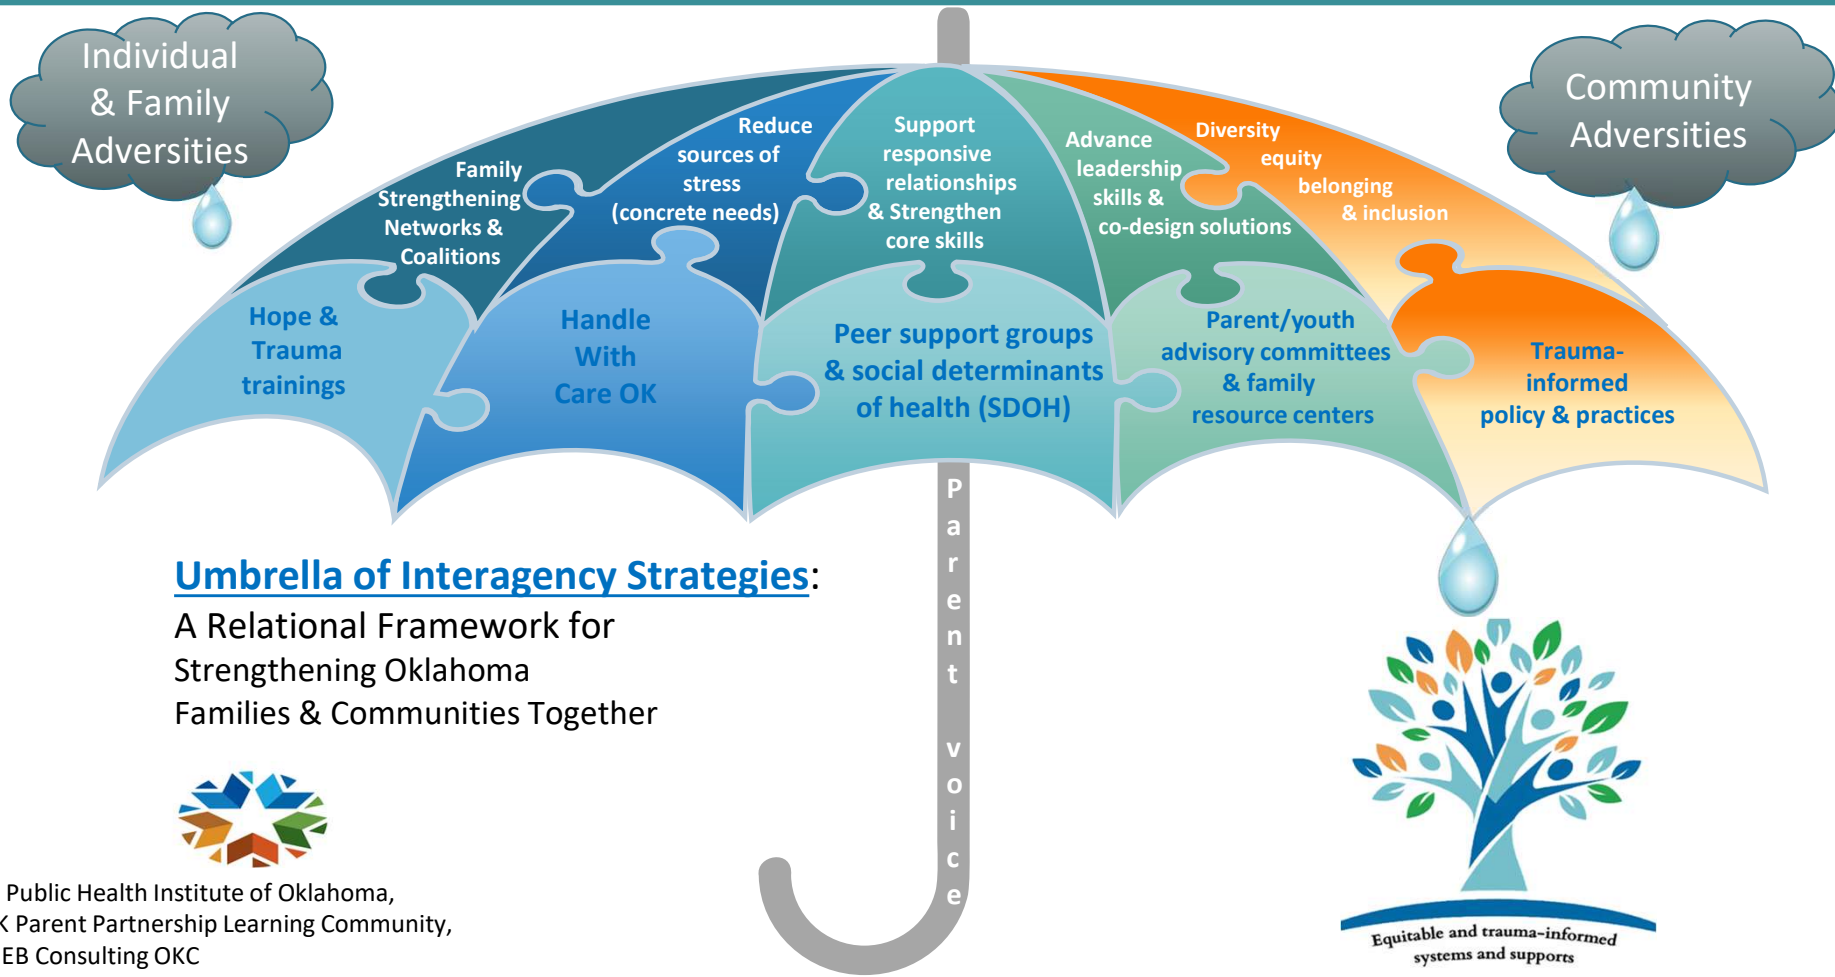 Individual
& Family
Adversities
Community
Adversities
Family
Strengthening
Networks &
Coalitions
Reduce
sources of
stress
(concrete needs)
Support
responsive
relationships
& Strengthen
core skills
Advance
leadership
skills &
co-design solutions
Diversity
equity
belonging
& inclusion
Hope &
Trauma
trainings
Handle
With
Care OK
Peer support groups
& social determinants
of health (SDOH)
Parent/youth
advisory committees
& family
resource centers
Trauma-
informed
policy & practices
Parent voice
Umbrella of Interagency Strategies:
A Relational Framework for
Strengthening Oklahoma
Families & Communities Together
Public Health Institute of Oklahoma,
K Parent Partnership Learning Community,
EB Consulting OKC
Equitable and trauma-informed
systems and supports